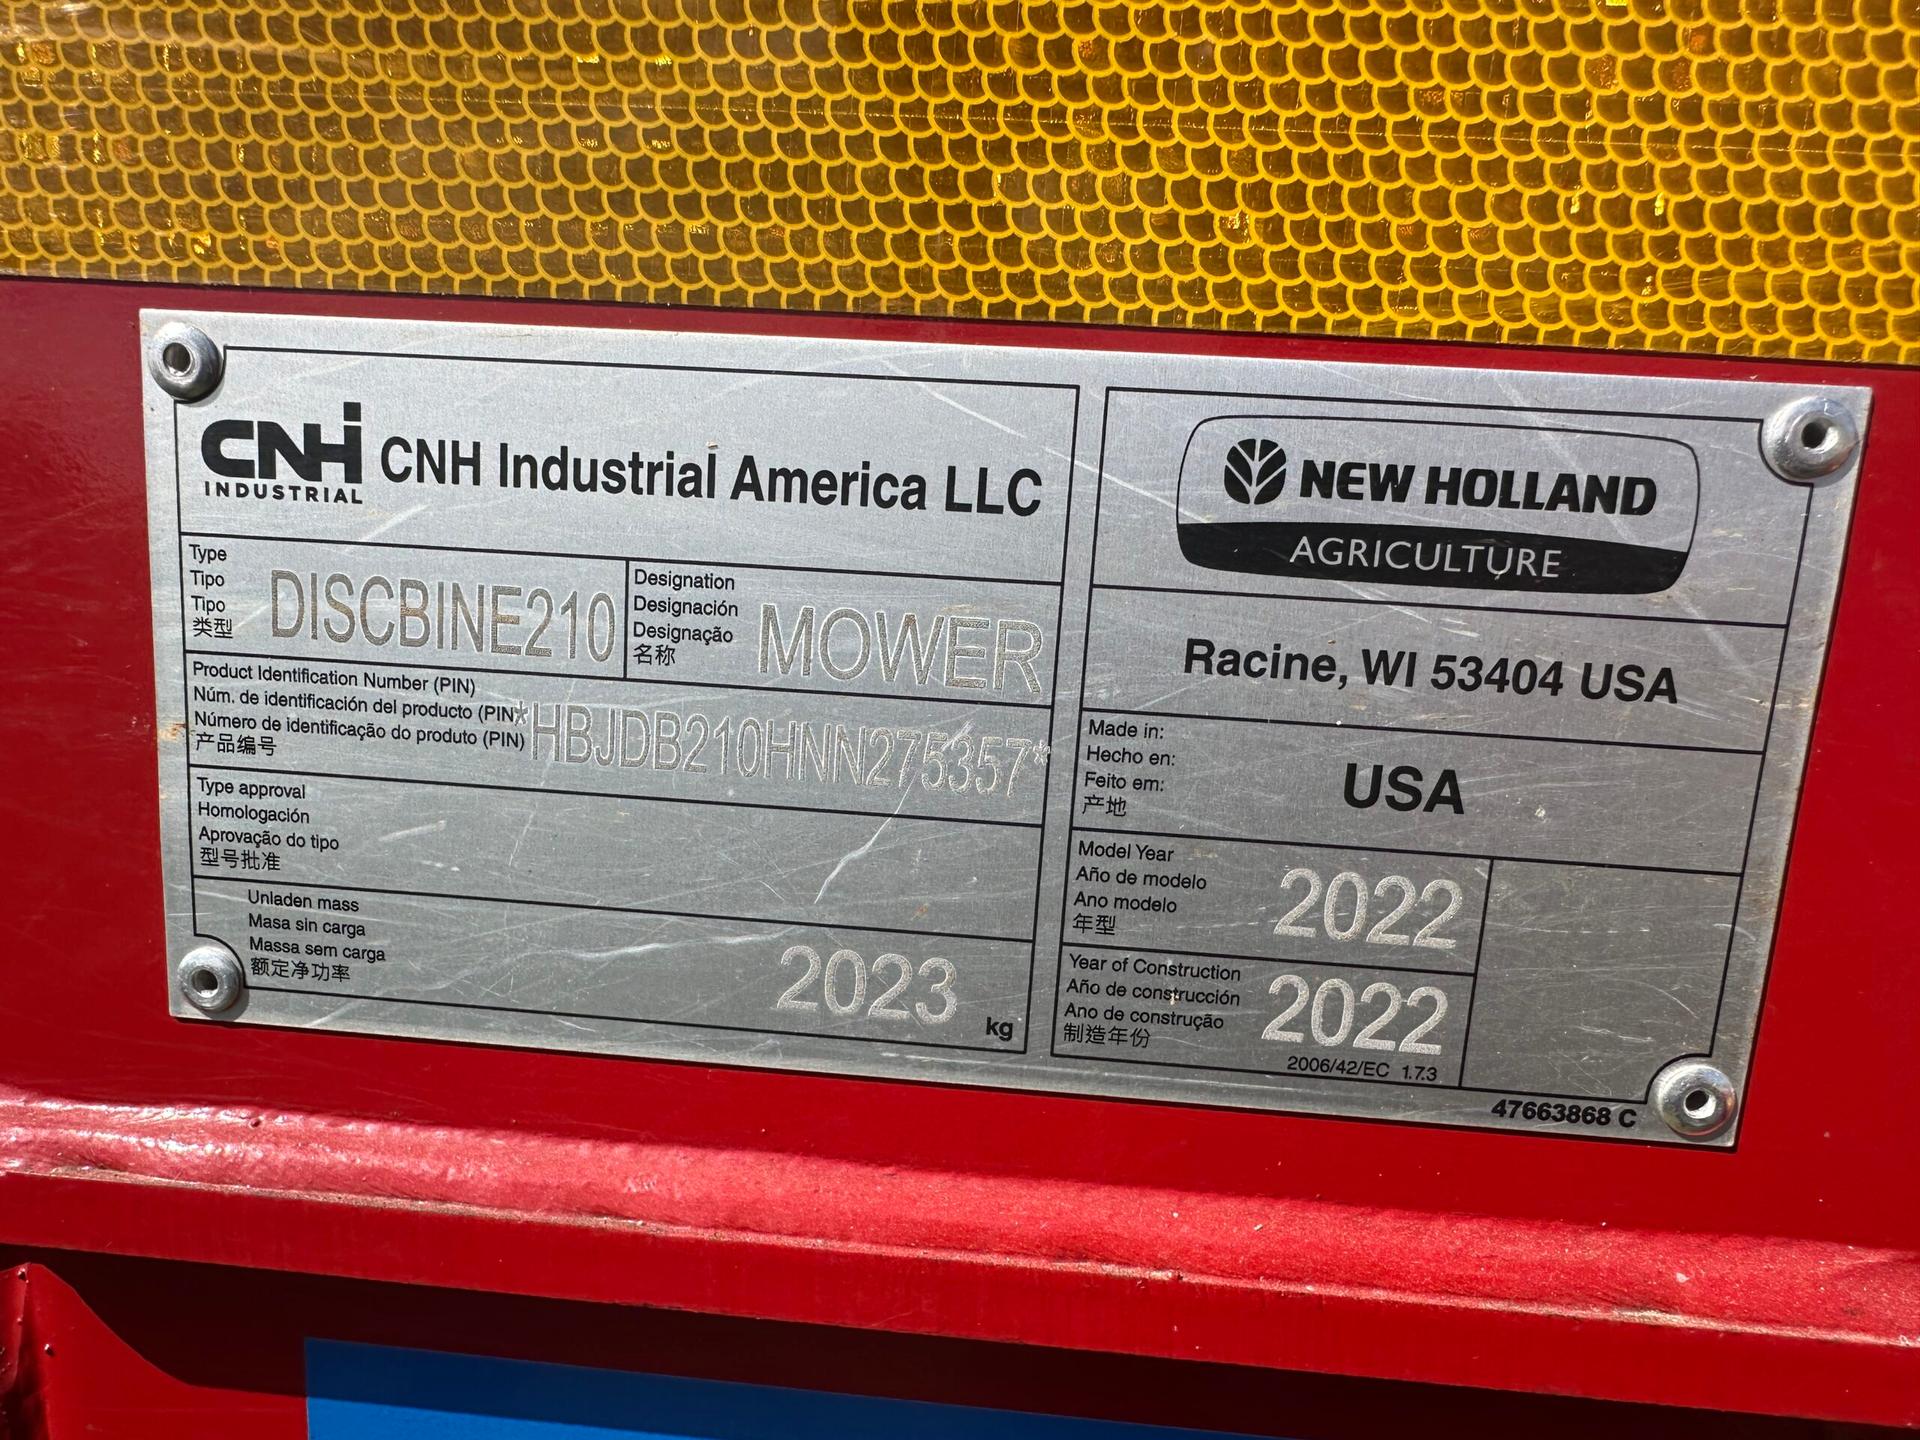 CNHi
INDUSTRIAL
CNH Industrial America LLC
Type
Tipo
Tipo
类型
DISCBINE210
Designation
Designación
Designação
名称
MOWER
Product Identification Number (PIN)
Núm. de identificación del producto (PIN)
Número de identificação do produto (PIN)
产品编号
*HBJDB210HNN275357*
Type approval
Homologación
Aprovação do tipo
型号批准
Unladen mass
Masa sin carga
Massa sem carga
额定净功率
2023
kg
NEW HOLLAND
AGRICULTURE
Racine, WI 53404 USA
Made in:
Hecho en:
Feito em:
产地
USA
Model Year
Año de modelo
Ano modelo
年型
2022
Year of Construction
Año de construcción
Ano de construção
制造年份
2022
2006/42/EC 1.7.3
47663868 C